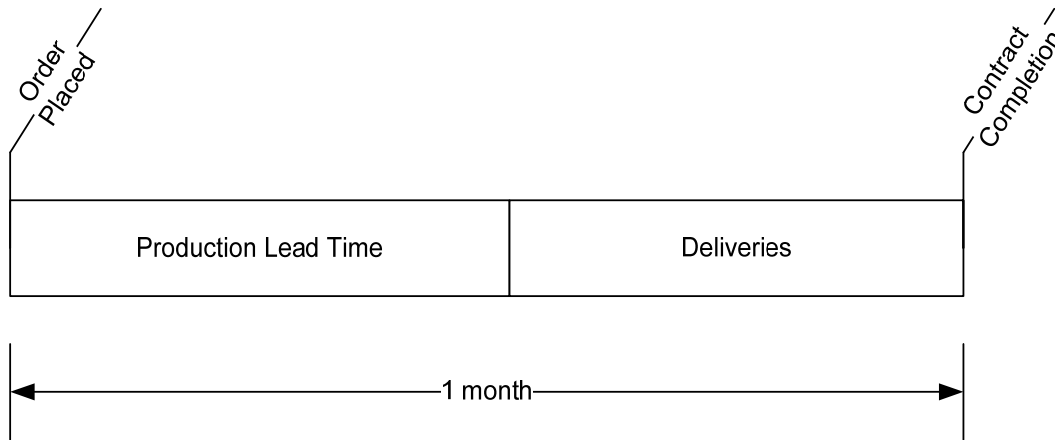 Order
Placed
Contract
Completion
Production Lead Time
Deliveries
1 month